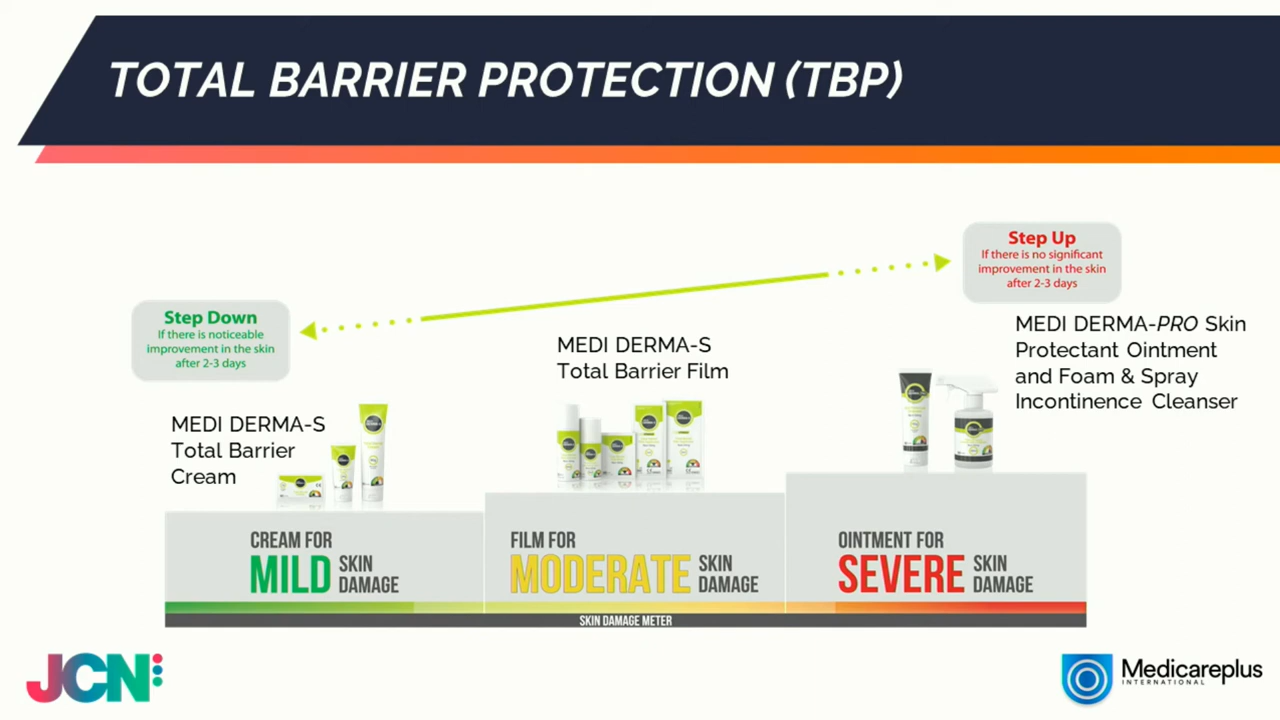 TOTAL BARRIER PROTECTION (TBP)
Step Up
If there is no significant
improvement in the skin
after 2-3 days
Step Down
If there is noticeable
improvement in the skin
after 2-3 days
MEDI DERMA-S
Total Barrier
Cream
MEDI DERMA-S
Total Barrier Film
MEDI DERMA-PRO Skin
Protectant Ointment
and Foam & Spray
Incontinence Cleanser
CREAM FOR
MILD SKIN
DAMAGE
FILM FOR
MODERATE SKIN
DAMAGE
OINTMENT FOR
SEVERE SKIN
DAMAGE
SKIN DAMAGE METER
JCN
Medicareplus
INTERNATIONAL